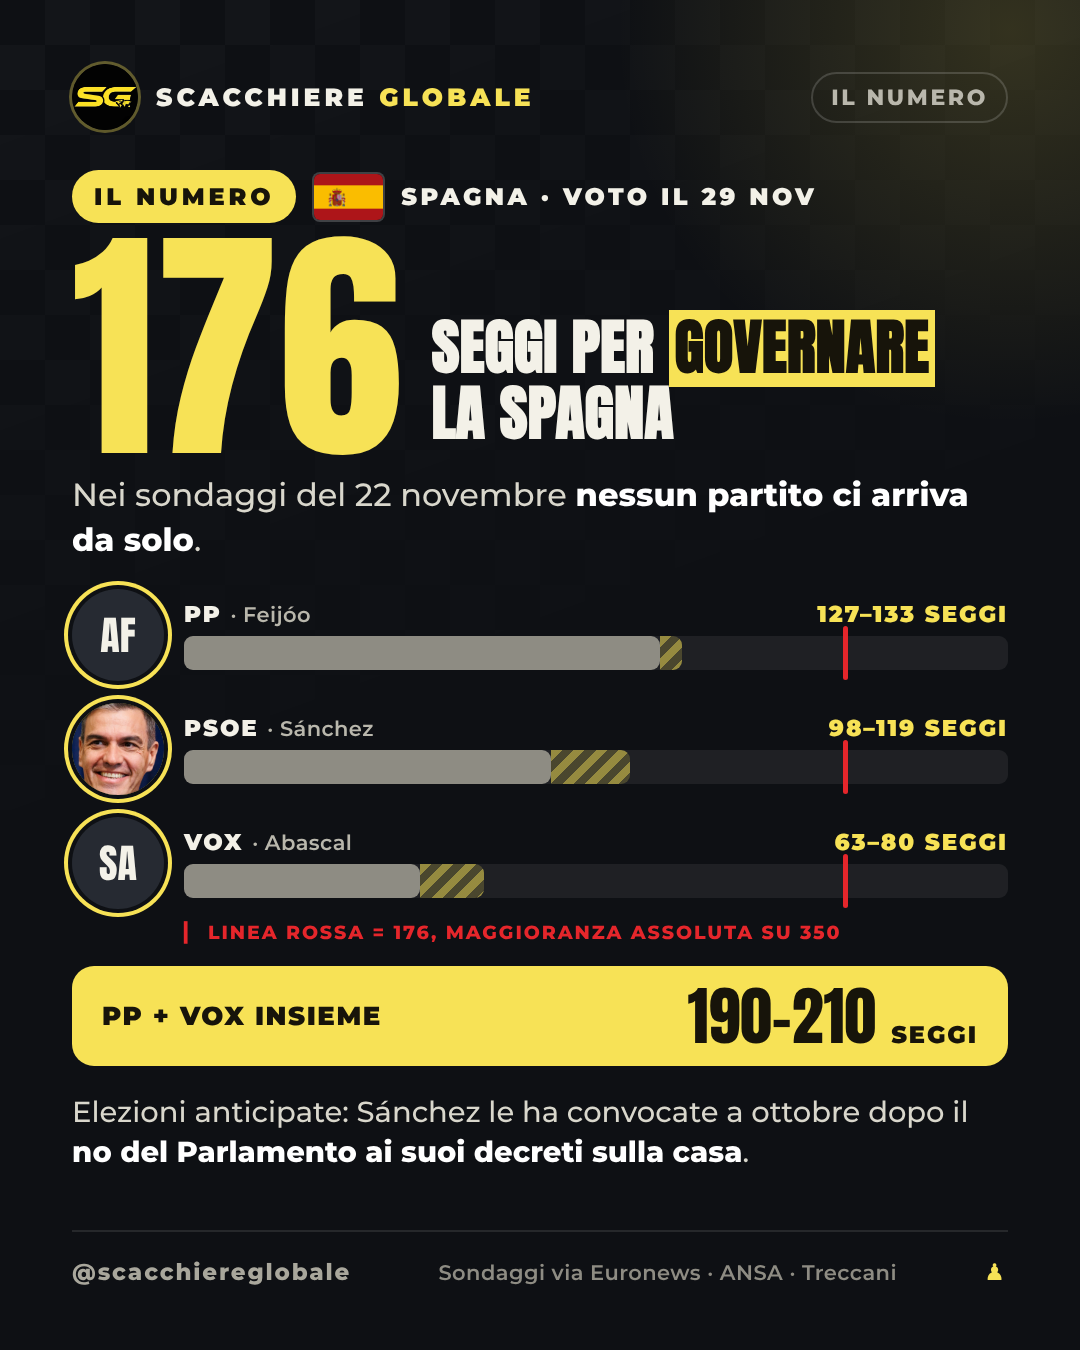 SG
SCACCHIERE GLOBALE
IL NUMERO
IL NUMERO
SPAGNA · VOTO IL 29 NOV
176
SEGGI PER GOVERNARE
LA SPAGNA
Nei sondaggi del 22 novembre nessun partito ci arriva
da solo.
AF
PP · Feijóo
127–133 SEGGI
PSOE · Sánchez
98–119 SEGGI
SA
VOX · Abascal
63–80 SEGGI
LINEA ROSSA = 176, MAGGIORANZA ASSOLUTA SU 350
PP + VOX INSIEME
190–210 SEGGI
Elezioni anticipate: Sánchez le ha convocate a ottobre dopo il
no del Parlamento ai suoi decreti sulla casa.
@scacchiereglobale
Sondaggi via Euronews · ANSA · Treccani